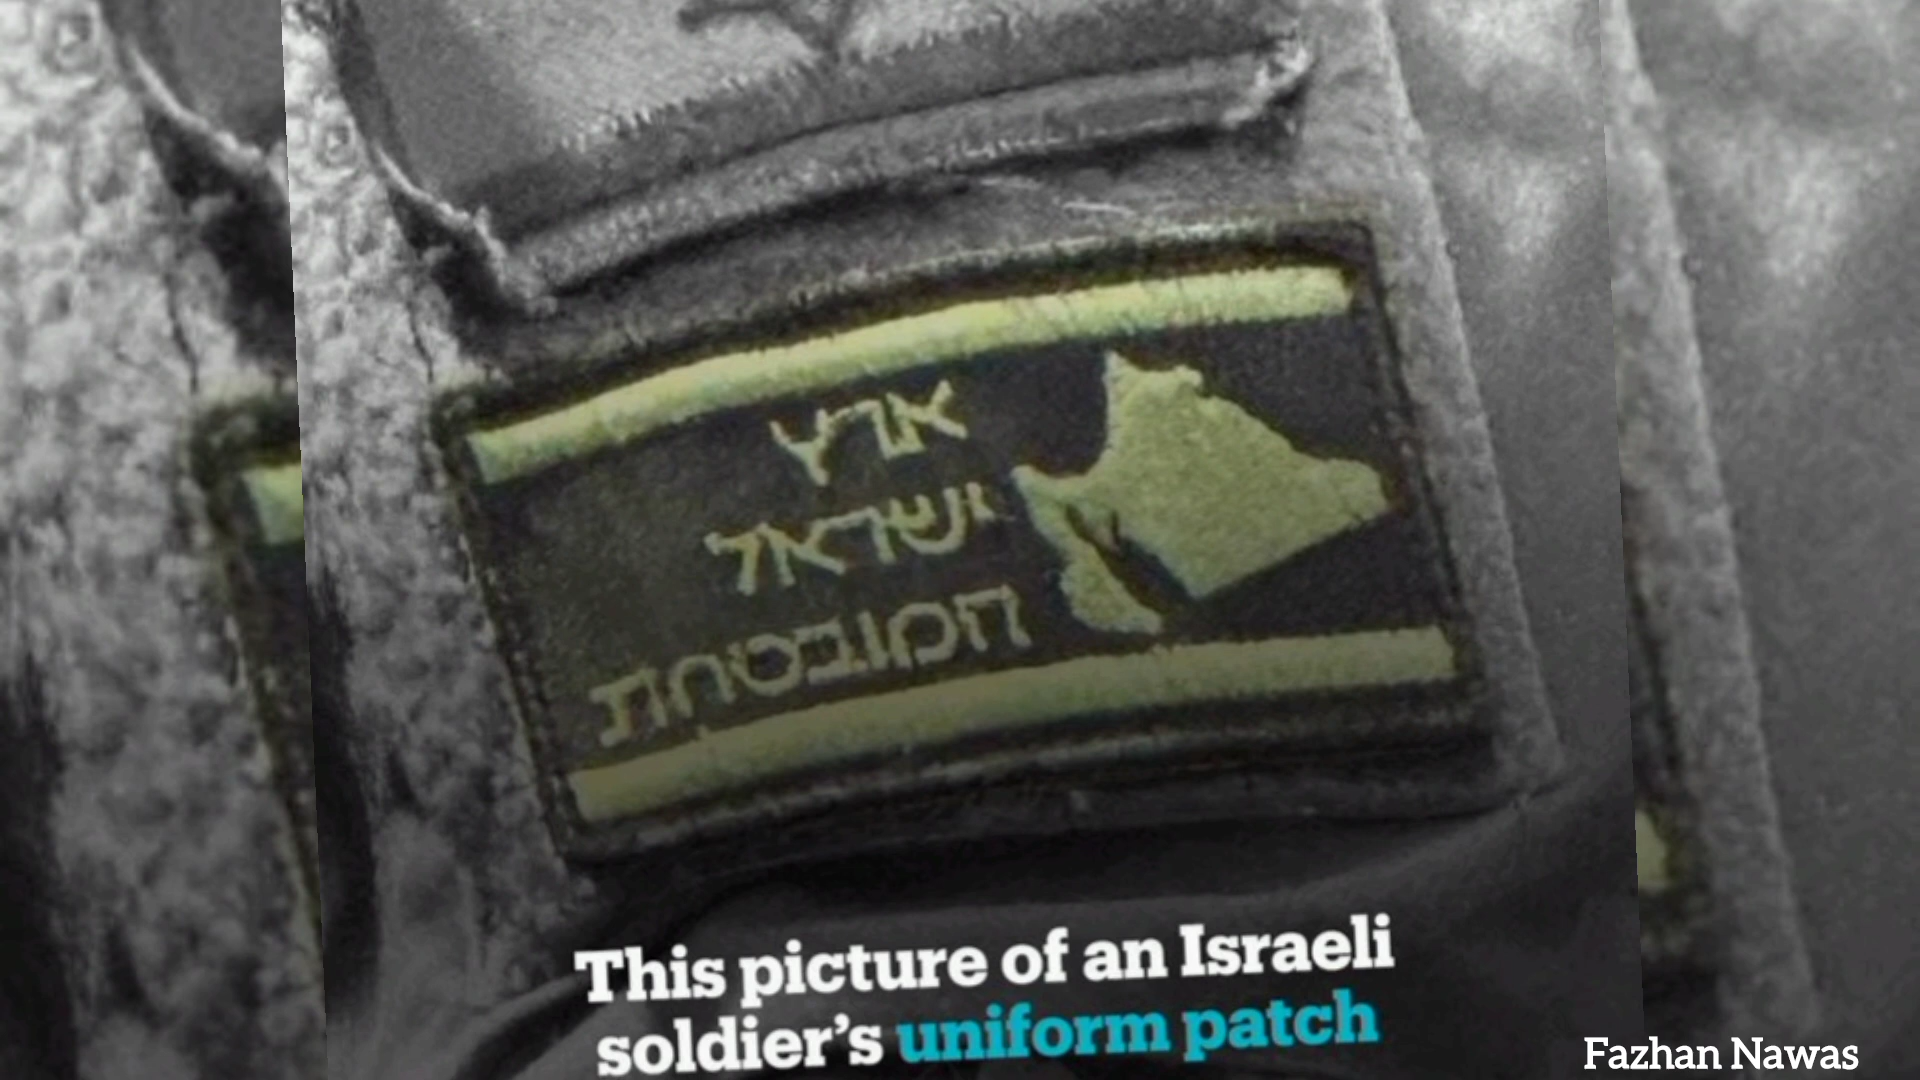 ארץ
ישראל
המובטחת
This picture of an Israeli
soldier's uniform patch
Fazhan Nawas